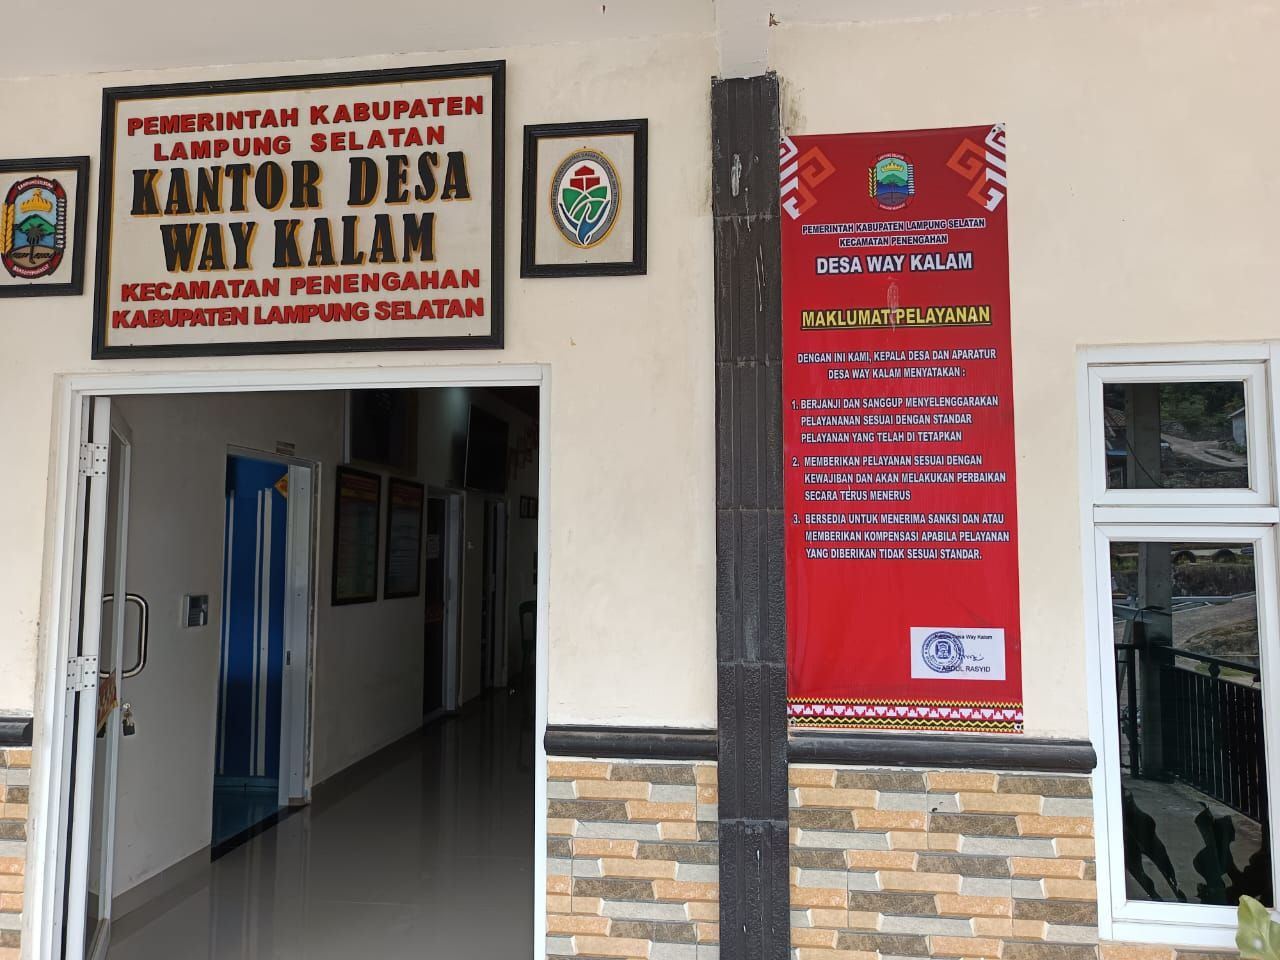 PEMERINTAH KABUPATEN
LAMPUNG SELATAN
KANTOR DESA
WAY KALAM
KECAMATAN PENENGAHAN
KABUPATEN LAMPUNG SELATAN
PEMERINTAH KABUPATEN LAMPUNG SELATAN
KECAMATAN PENENGAHAN
DESA WAY KALAM
MAKLUMAT PELAYANAN
DENGAN INI KAMI, KEPALA DESA DAN APARATUR
DESA WAY KALAM MENYATAKAN :
1. BERJANJI DAN SANGGUP MENYELENGGARAKAN
PELAYANANAN SESUAI DENGAN STANDAR
PELAYANAN YANG TELAH DI TETAPKAN
2. MEMBERIKAN PELAYANAN SESUAI DENGAN
KEWAJIBAN DAN AKAN MELAKUKAN PERBAIKAN
SECARA TERUS MENERUS
3. BERSEDIA UNTUK MENERIMA SANKSI DAN ATAU
MEMBERIKAN KOMPENSASI APABILA PELAYANAN
YANG DIBERIKAN TIDAK SESUAI STANDAR.
Desa Way Kalam
ABDUL RASYID